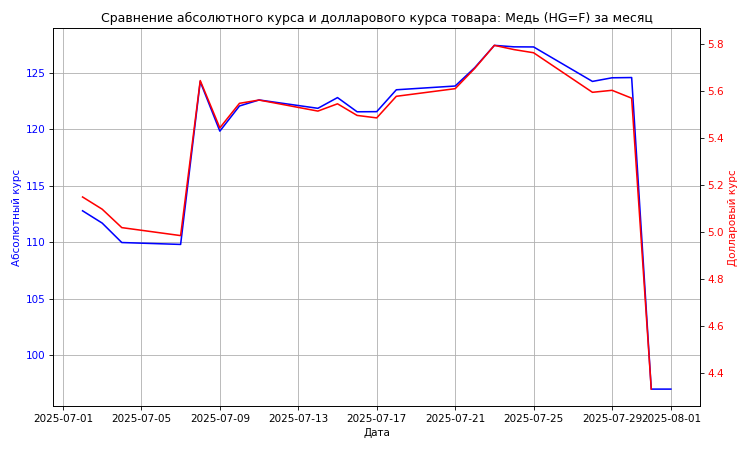 Сравнение абсолютного курса и долларового курса товара: Медь (HG=F) за месяц
Абсолютный курс
125
120
115
110
105
100
5.8
5.6
5.4
5.2
5.0
4.8
4.6
4.4
Долларовый курс
2025-07-01 2025-07-05 2025-07-09 2025-07-13 2025-07-17 2025-07-21 2025-07-25 2025-07-29 2025-08-01
Дата